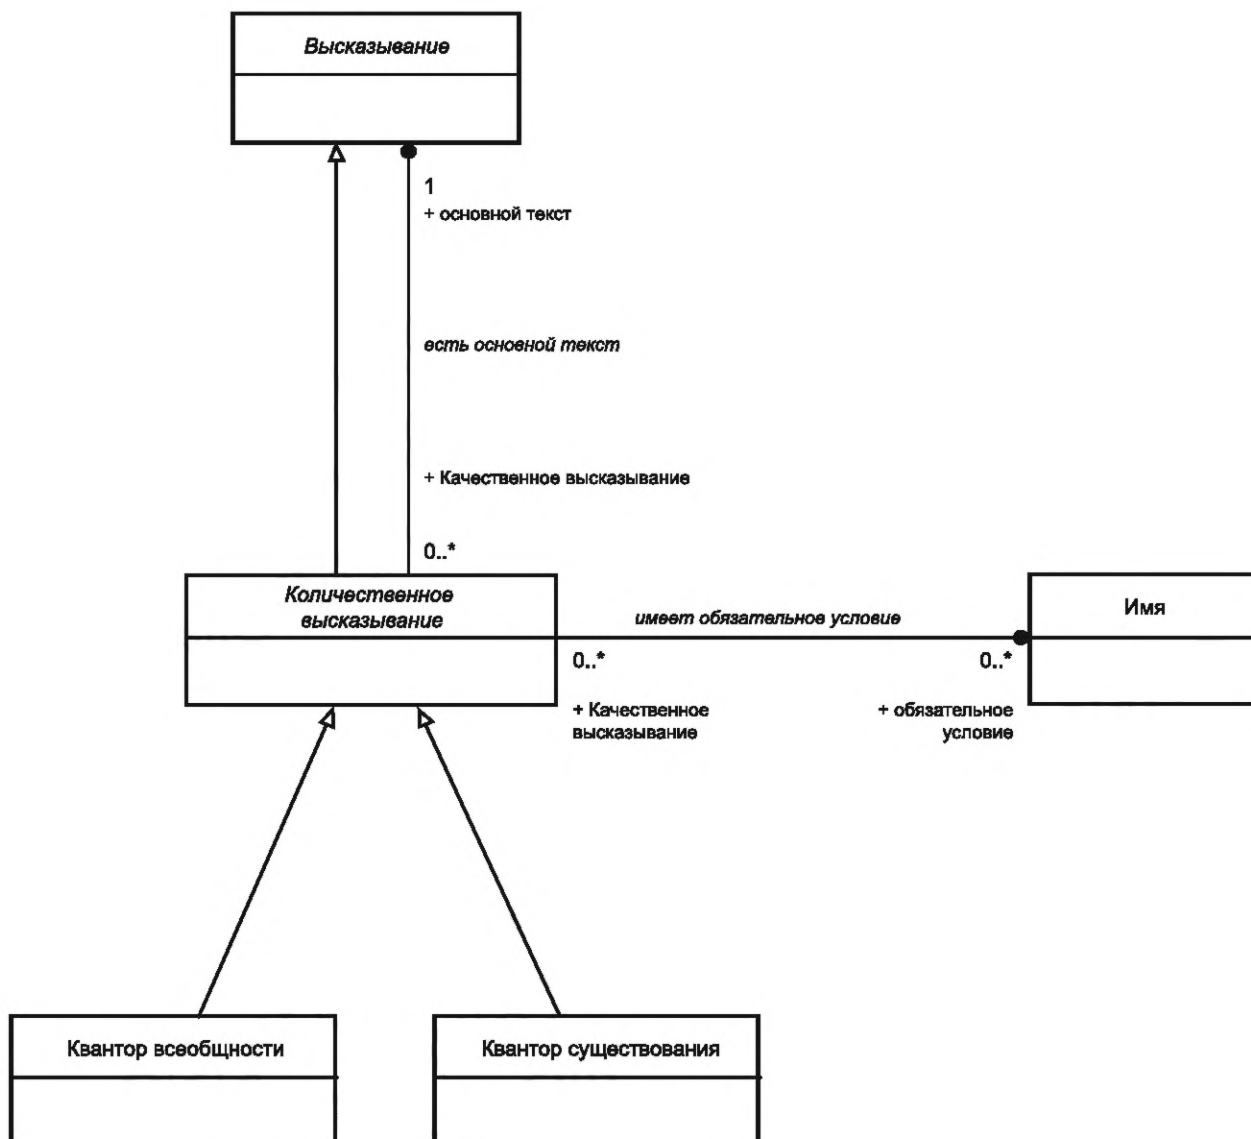 Высказывание
1
+ основной текст
есть основной текст
+ Качественное высказывание
0..*
Количественное
высказывание
имеет обязательное условие
Имя
0..*
0..*
+ Качественное
высказывание
+ обязательное
условие
Квантор всеобщности
Квантор существования